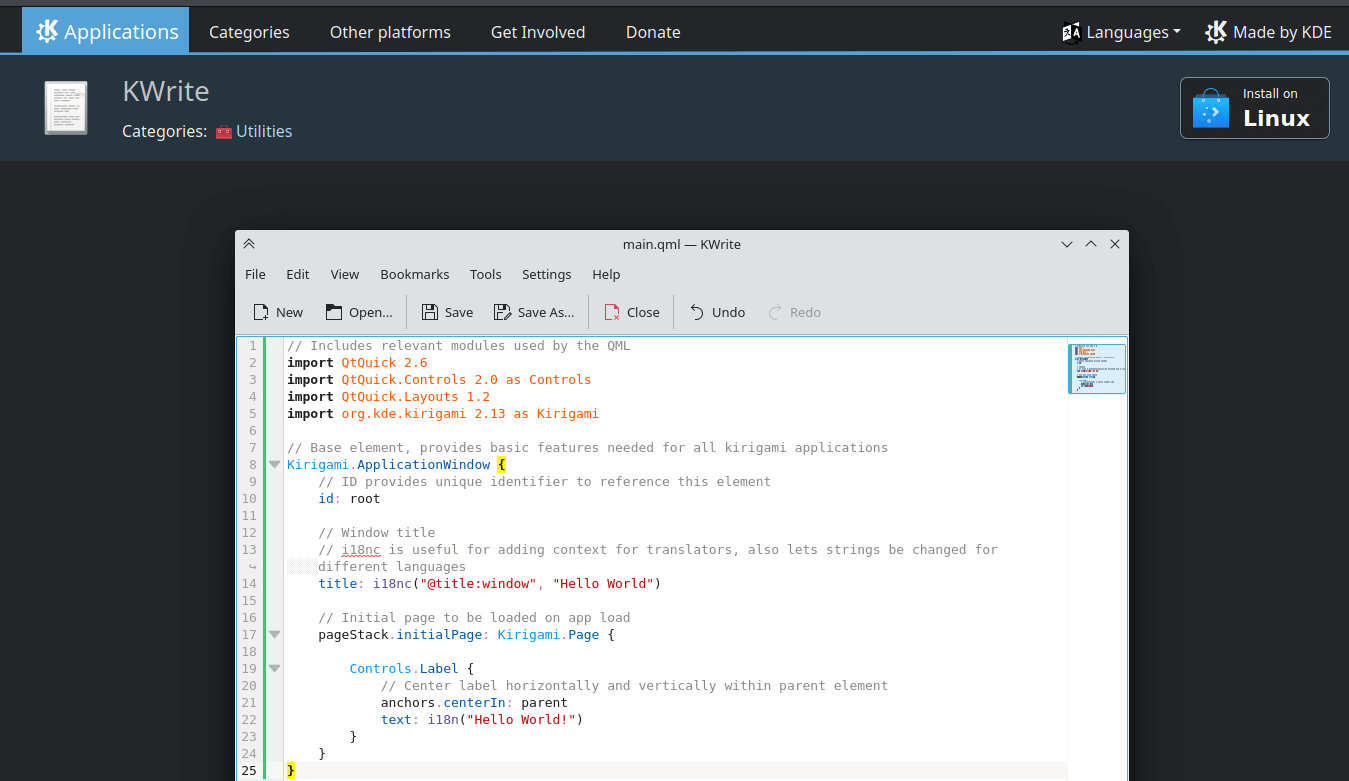 Applications Categories Other platforms Get Involved Donate Languages Made by KDE
KWrite
Categories: Utilities
Install on
Linux
main.qml — KWrite
File Edit View Bookmarks Tools Settings Help
New Open... Save Save As... Close Undo Redo
1 // Includes relevant modules used by the QML
2 import QtQuick 2.6
3 import QtQuick.Controls 2.0 as Controls
4 import QtQuick.Layouts 1.2
5 import org.kde.kirigami 2.13 as Kirigami
6
7 // Base element, provides basic features needed for all kirigami applications
8 Kirigami.ApplicationWindow {
9 // ID provides unique identifier to reference this element
10 id: root
11
12 // Window title
13 // i18nc is useful for adding context for translators, also lets strings be changed for
different languages
14 title: i18nc("@title:window", "Hello World")
15
16 // Initial page to be loaded on app load
17 pageStack.initialPage: Kirigami.Page {
18
19 Controls.Label {
20 // Center label horizontally and vertically within parent element
21 anchors.centerIn: parent
22 text: i18n("Hello World!")
23 }
24 }
25 }